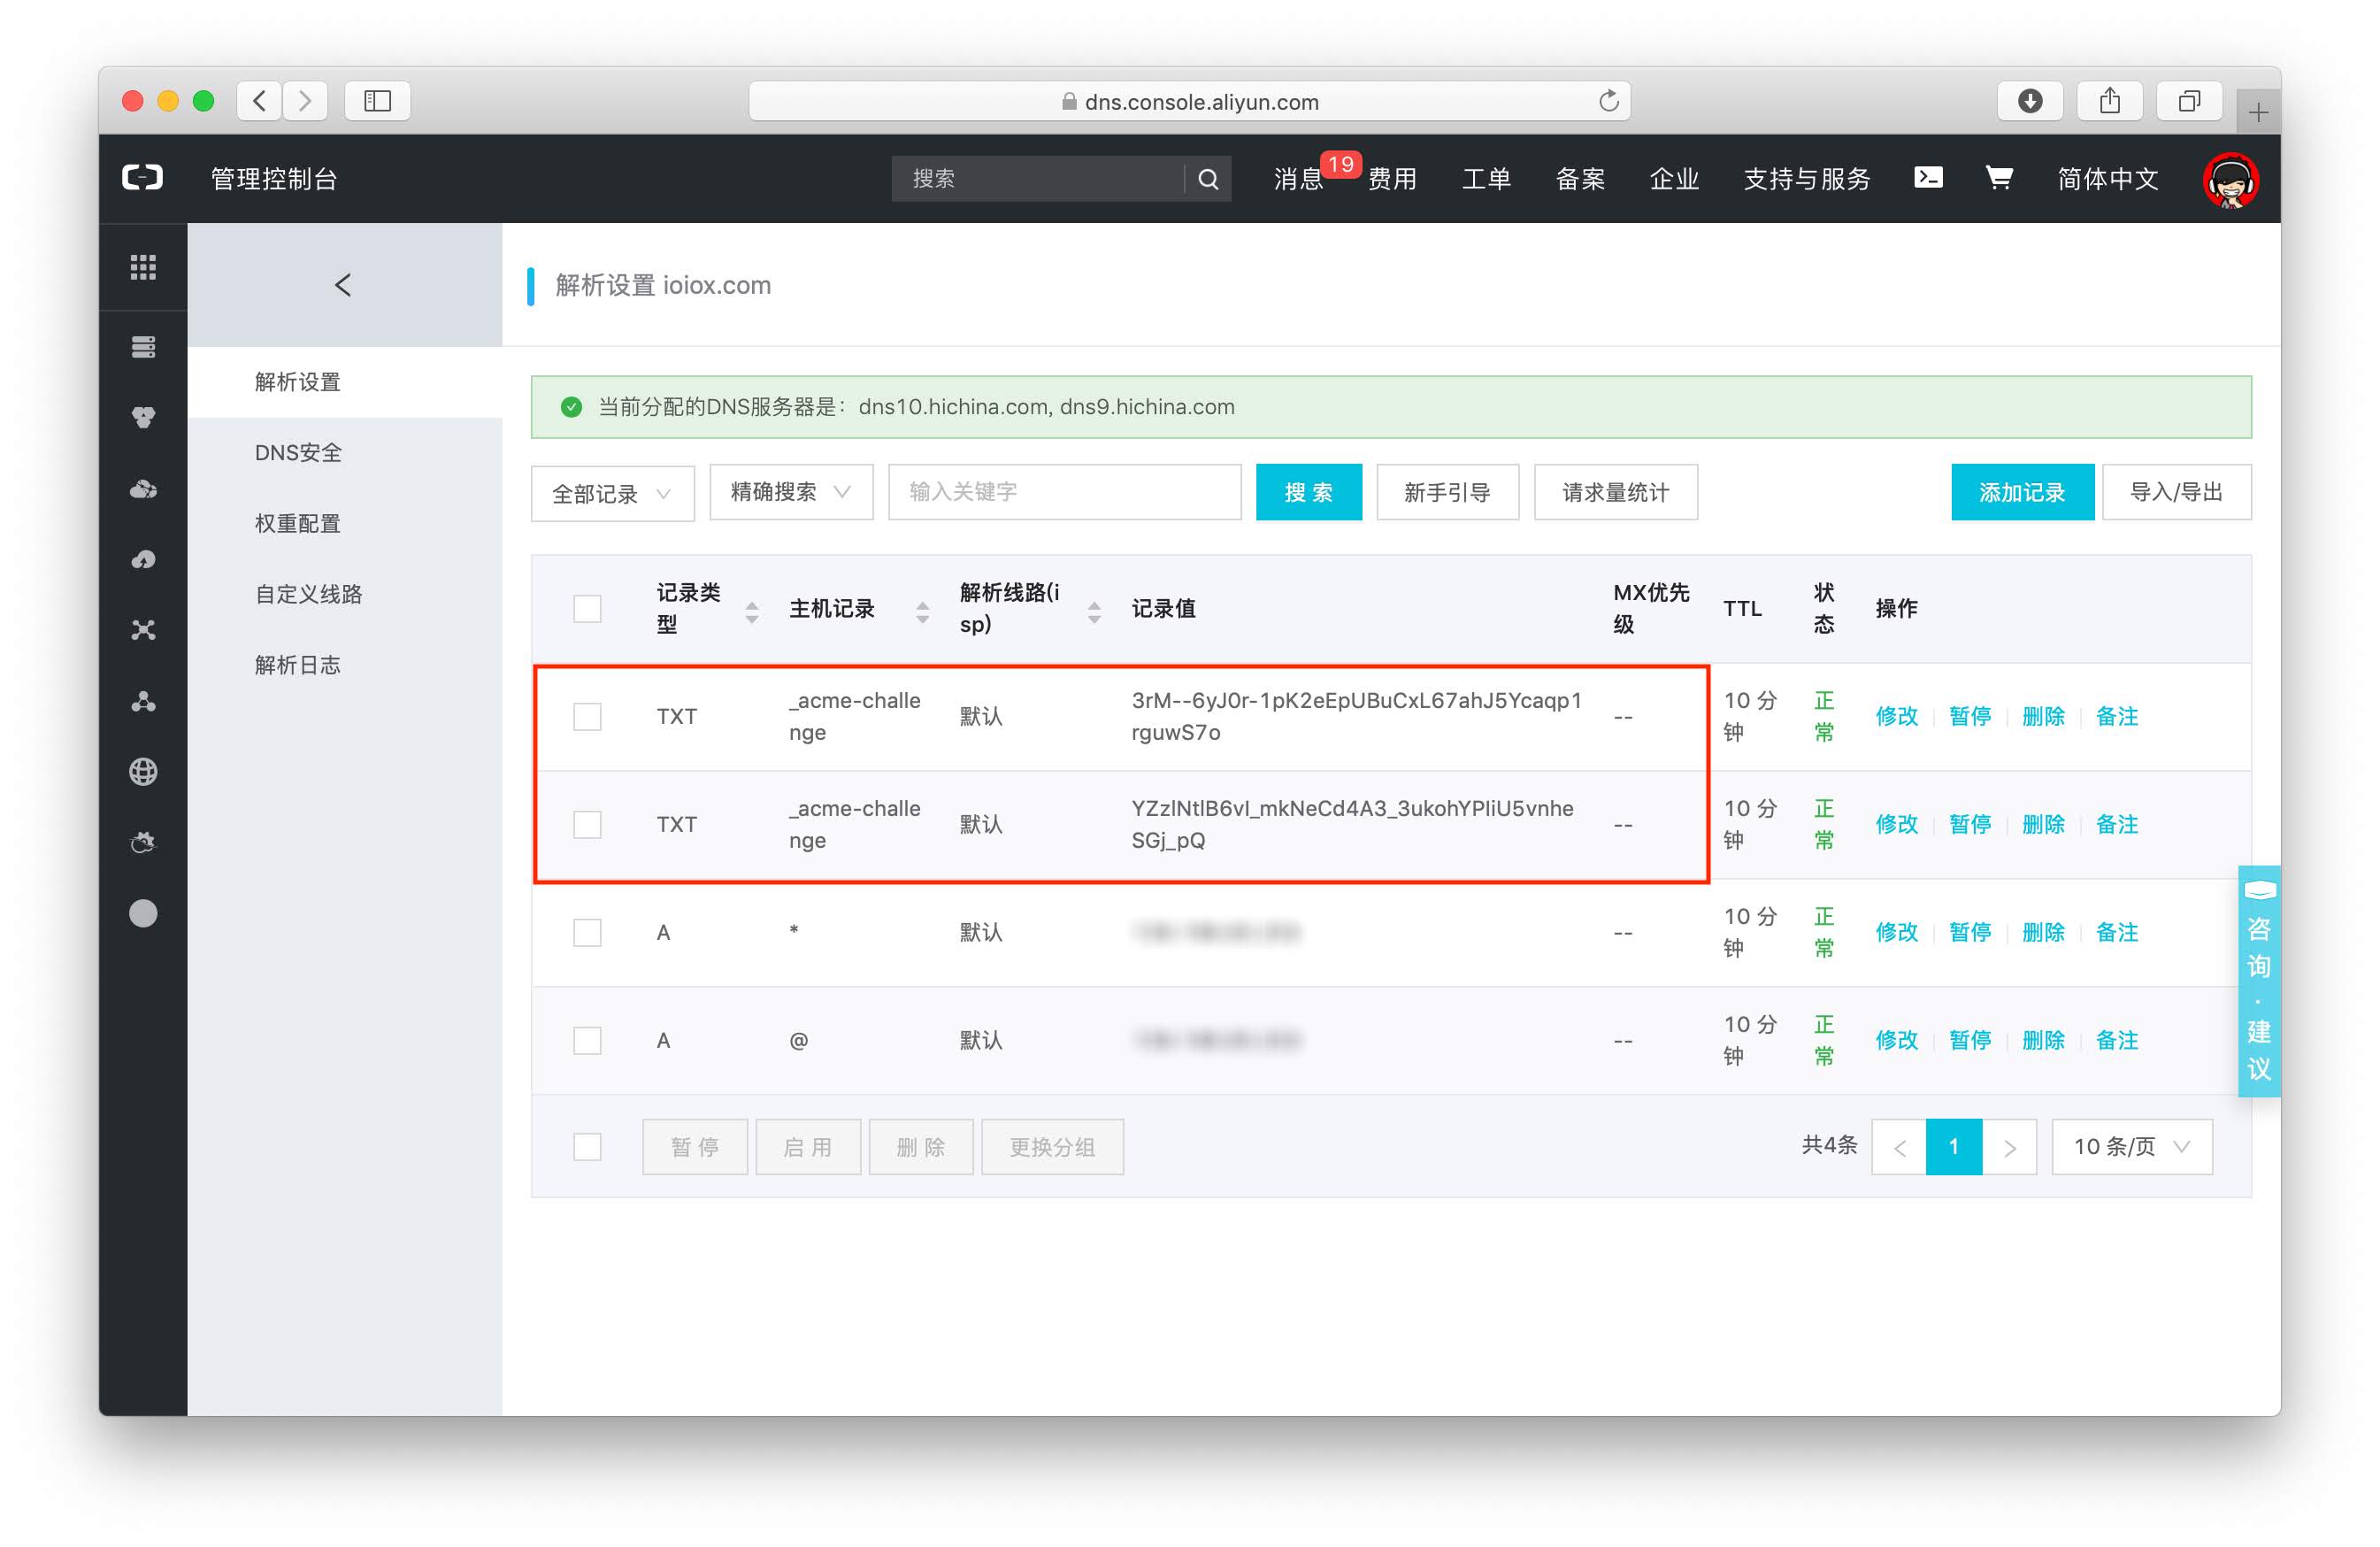 dns.console.aliyun.com
管理控制台
搜索
消息 19 费用 工单 备案 企业 支持与服务 简体中文
解析设置 ioiox.com
解析设置
DNS安全
权重配置
自定义线路
解析日志
当前分配的DNS服务器是：dns10.hichina.com, dns9.hichina.com
全部记录 精确搜索 输入关键字 搜 索 新手引导 请求量统计 添加记录 导入/导出
记录类型 主机记录 解析线路(isp) 记录值 MX优先级 TTL 状态 操作
TXT _acme-challenge 默认 3rM--6yJ0r-1pK2eEpUBuCxL67ahJ5Ycaqp1rguwS7o -- 10 分钟 正常 修改 暂停 删除 备注
TXT _acme-challenge 默认 YZzlNtlB6vI_mkNeCd4A3_3ukohYPIiU5vnheSGj_pQ -- 10 分钟 正常 修改 暂停 删除 备注
A * 默认 -- 10 分钟 正常 修改 暂停 删除 备注
A @ 默认 -- 10 分钟 正常 修改 暂停 删除 备注
暂 停 启 用 删 除 更换分组 共4条 < 1 > 10 条/页
咨询·建议